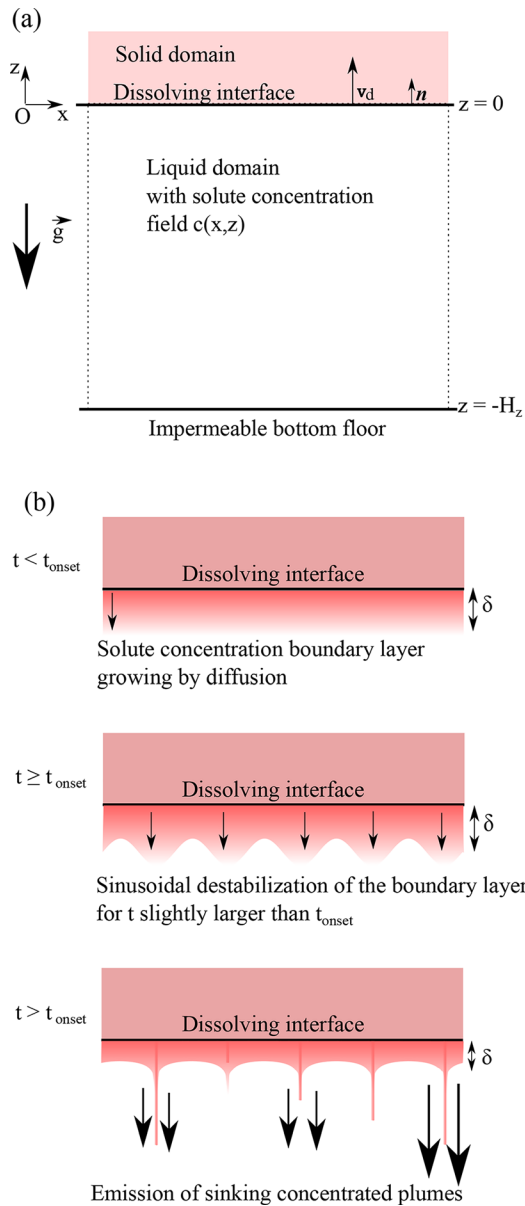 (a)
Solid domain
z
Dissolving interface
v_d
n
z = 0
O
x
Liquid domain
with solute concentration
field c(x,z)
g
z = -H_z
Impermeable bottom floor
(b)
t < t_onset
Dissolving interface
δ
Solute concentration boundary layer
growing by diffusion
t ≥ t_onset
Dissolving interface
δ
Sinusoidal destabilization of the boundary layer
for t slightly larger than t_onset
t > t_onset
Dissolving interface
δ
Emission of sinking concentrated plumes